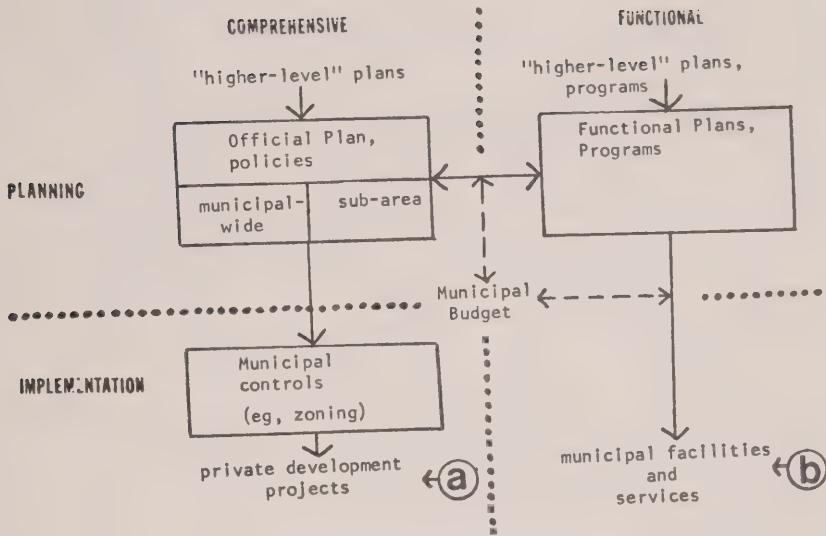 COMPREHENSIVE
FUNCTIONAL
"higher-level" plans
"higher-level" plans,
programs
Official Plan,
policies
municipal-
wide
sub-area
Functional Plans,
Programs
PLANNING
Municipal
Budget
IMPLEMENTATION
Municipal
controls
(eg, zoning)
private development
projects
a
municipal facilities
and
services
b